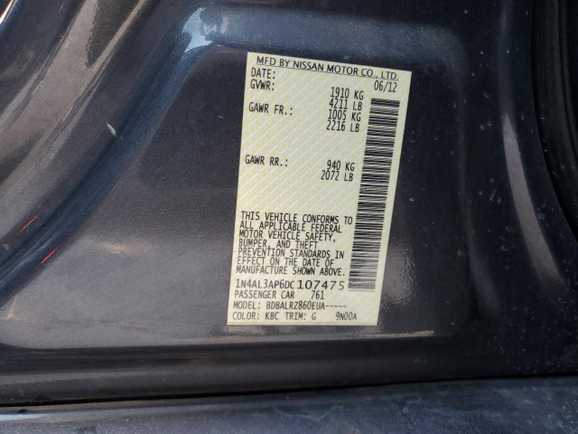 MFD BY NISSAN MOTOR CO., LTD.
DATE: 06/12
GVWR: 1910 KG
4211 LB
GAWR FR.: 1005 KG
2216 LB
GAWR RR.: 940 KG
2072 LB
THIS VEHICLE CONFORMS TO
ALL APPLICABLE FEDERAL
MOTOR VEHICLE SAFETY,
BUMPER, AND THEFT
PREVENTION STANDARDS IN
EFFECT ON THE DATE OF
MANUFACTURE SHOWN ABOVE.
1N4AL3AP6DC107475
PASSENGER CAR 761
MODEL: BDBALRZ860EUA-----
COLOR: KBC TRIM: G 9N00A